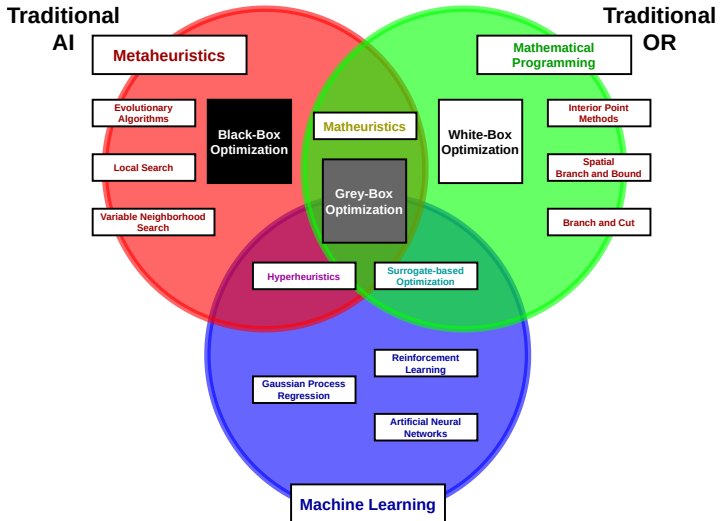 Traditional
AI
Traditional
OR
Metaheuristics
Mathematical
Programming
Evolutionary
Algorithms
Black-Box
Optimization
Matheuristics
White-Box
Optimization
Interior Point
Methods
Local Search
Spatial
Branch and Bound
Grey-Box
Optimization
Variable Neighborhood
Search
Branch and Cut
Hyperheuristics
Surrogate-based
Optimization
Reinforcement
Learning
Gaussian Process
Regression
Artificial Neural
Networks
Machine Learning